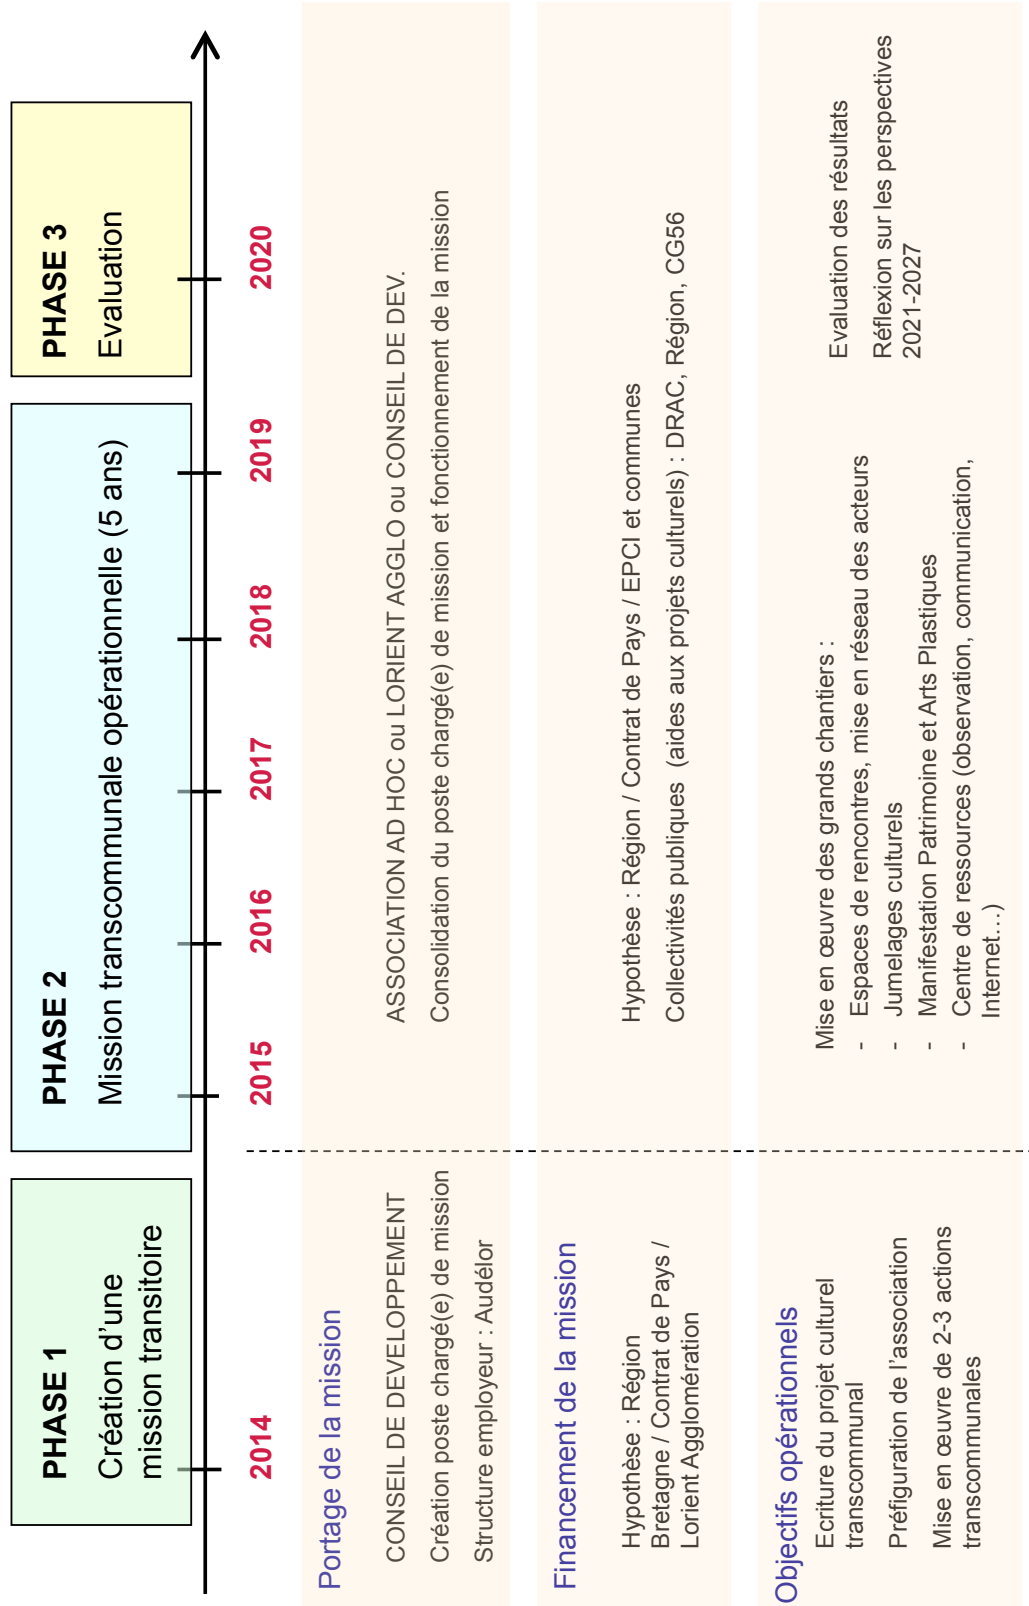 PHASE 1
Création d’une
mission transitoire
PHASE 2
Mission transcommunale opérationnelle (5 ans)
PHASE 3
Evaluation
2014
2015
2016
2017
2018
2019
2020
Portage de la mission
CONSEIL DE DEVELOPPEMENT
Création poste chargé(e) de mission
Structure employeur : Audélor
ASSOCIATION AD HOC ou LORIENT AGGLO ou CONSEIL DE DEV.
Consolidation du poste chargé(e) de mission et fonctionnement de la mission
Financement de la mission
Hypothèse : Région
Bretagne / Contrat de Pays /
Lorient Agglomération
Hypothèse : Région / Contrat de Pays / EPCI et communes
Collectivités publiques (aides aux projets culturels) : DRAC, Région, CG56
Objectifs opérationnels
Ecriture du projet culturel
transcommunal
Préfiguration de l’association
Mise en œuvre de 2-3 actions
transcommunales
Mise en œuvre des grands chantiers :
- Espaces de rencontres, mise en réseau des acteurs
- Jumelages culturels
- Manifestation Patrimoine et Arts Plastiques
- Centre de ressources (observation, communication,
Internet…)
Evaluation des résultats
Réflexion sur les perspectives
2021-2027